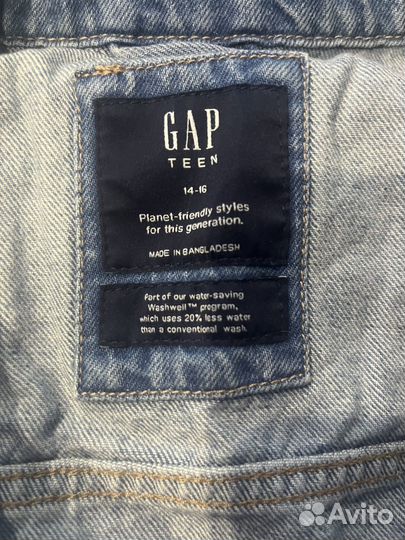 GAP
TEEN
14-16
Planet-friendly styles
for this generation.
MADE IN BANGLADESH
Part of our water-saving
Washwell™ program,
which uses 20% less water
than a conventional wash.
Avito